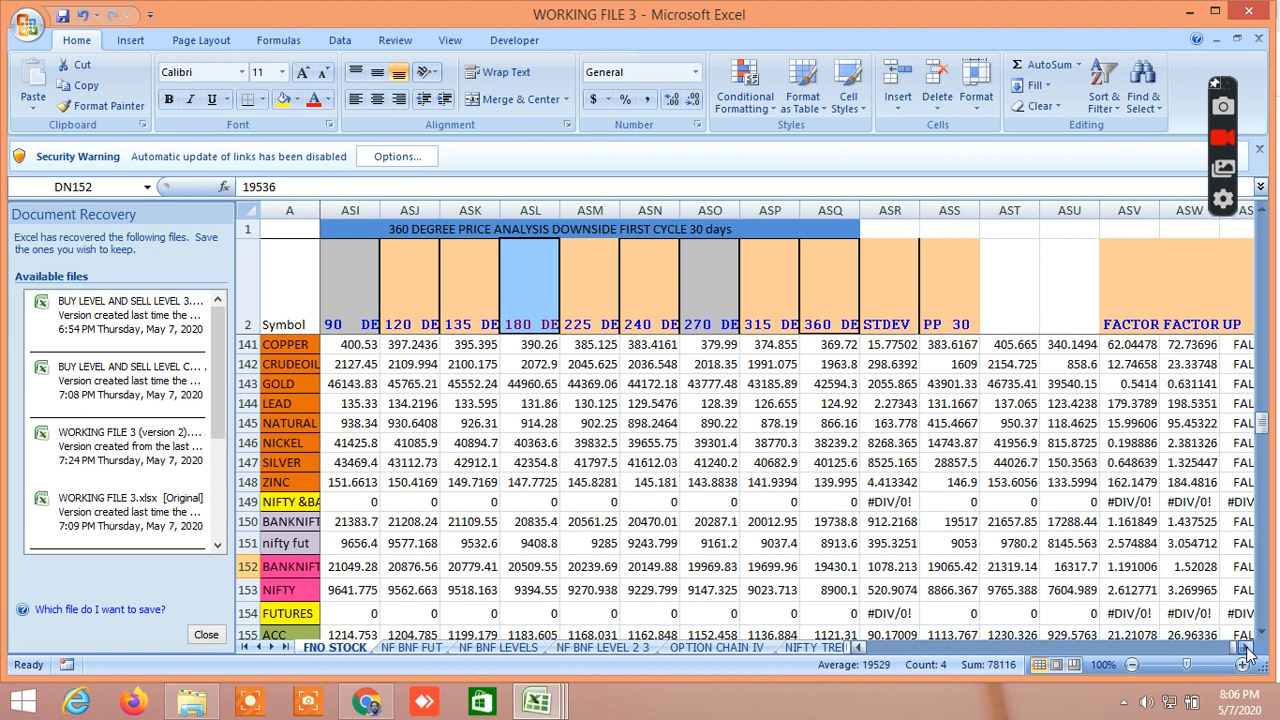 WORKING FILE 3 - Microsoft Excel
Home Insert Page Layout Formulas Data Review View Developer
Paste
Cut
Copy
Format Painter
Clipboard
Calibri 11
B I U
Font
Wrap Text
Merge & Center
Alignment
General
$ % ,
Number
Conditional Formatting
Format as Table
Cell Styles
Styles
Insert Delete Format
Cells
AutoSum
Fill
Clear
Sort & Filter
Find & Select
Editing
Security Warning Automatic update of links has been disabled Options...
DN152 fx 19536
Document Recovery
Excel has recovered the following files. Save
the ones you wish to keep.
Available files
BUY LEVEL AND SELL LEVEL 3....
Version created last time the ...
6:54 PM Thursday, May 7, 2020
BUY LEVEL AND SELL LEVEL C...
Version created last time the ...
7:08 PM Thursday, May 7, 2020
WORKING FILE 3 (version 2)....
Version created from the last ...
7:24 PM Thursday, May 7, 2020
WORKING FILE 3.xlsx [Original]
Version created last time the ...
7:09 PM Thursday, May 7, 2020
Which file do I want to save?
Close
A ASI ASJ ASK ASL ASM ASN ASO ASP ASQ ASR ASS AST ASU ASV ASW AS
1 360 DEGREE PRICE ANALYSIS DOWNSIDE FIRST CYCLE 30 days
2 Symbol 90 DE 120 DE 135 DE 180 DE 225 DE 240 DE 270 DE 315 DE 360 DE STDEV PP 30 FACTOR FACTOR UP
141 COPPER 400.53 397.2436 395.395 390.26 385.125 383.4161 379.99 374.855 369.72 15.77502 383.6167 405.665 340.1494 62.04478 72.73696 FAL
142 CRUDEOIL 2127.45 2109.994 2100.175 2072.9 2045.625 2036.548 2018.35 1991.075 1963.8 298.6392 1609 2154.725 858.6 12.74658 23.33748 FAL
143 GOLD 46143.83 45765.21 45552.24 44960.65 44369.06 44172.18 43777.48 43185.89 42594.3 2055.865 43901.33 46735.41 39540.15 0.5414 0.631141 FAL
144 LEAD 135.33 134.2196 133.595 131.86 130.125 129.5476 128.39 126.655 124.92 2.27343 131.1667 137.065 123.4238 179.3789 198.5351 FAL
145 NATURAL 938.34 930.6408 926.31 914.28 902.25 898.2464 890.22 878.19 866.16 163.778 415.4667 950.37 118.4625 15.99606 95.45322 FAL
146 NICKEL 41425.8 41085.9 40894.7 40363.6 39832.5 39655.75 39301.4 38770.3 38239.2 8268.365 14743.87 41956.9 815.8725 0.198886 2.381326 FAL
147 SILVER 43469.4 43112.73 42912.1 42354.8 41797.5 41612.03 41240.2 40682.9 40125.6 8525.165 28857.5 44026.7 150.3563 0.648639 1.325447 FAL
148 ZINC 151.6613 150.4169 149.7169 147.7725 145.8281 145.181 143.8838 141.9394 139.995 4.413342 146.9 153.6056 133.5994 162.1749 184.4816 FAL
149 NIFTY &BA 0 0 0 0 0 0 0 0 0 #DIV/0! #DIV/0! #DIV/0! #DIV
150 BANKNIFT 21383.7 21208.24 21109.55 20835.4 20561.25 20470.01 20287.1 20012.95 19738.8 912.2168 19517 21657.85 17288.44 1.161849 1.437525 FAL
151 nifty fut 9656.4 9577.168 9532.6 9408.8 9285 9243.799 9161.2 9037.4 8913.6 395.3251 9053 9780.2 8145.563 2.574884 3.054712 FAL
152 BANKNIFT 21049.28 20876.56 20779.41 20509.55 20239.69 20149.88 19969.83 19699.96 19430.1 1078.213 19065.42 21319.14 16317.7 1.191006 1.52028 FAL
153 NIFTY 9641.775 9562.663 9518.163 9394.55 9270.938 9229.799 9147.325 9023.713 8900.1 520.9074 8866.367 9765.388 7604.989 2.612771 3.269965 FAL
154 FUTURES 0 0 0 0 0 0 0 0 0 #DIV/0! #DIV/0! #DIV/0! #DIV
155 ACC 1214.753 1204.785 1199.179 1183.605 1168.031 1162.848 1152.458 1136.884 1121.31 90.17009 1113.767 1230.326 929.5763 21.21078 26.96336 FAL
FNO STOCK NF BNF FUT NF BNF LEVELS NF BNF LEVEL 2 3 OPTION CHAIN IV NIFTY TRE
Ready Average: 19529 Count: 4 Sum: 78116 100%
8:06 PM
5/7/2020